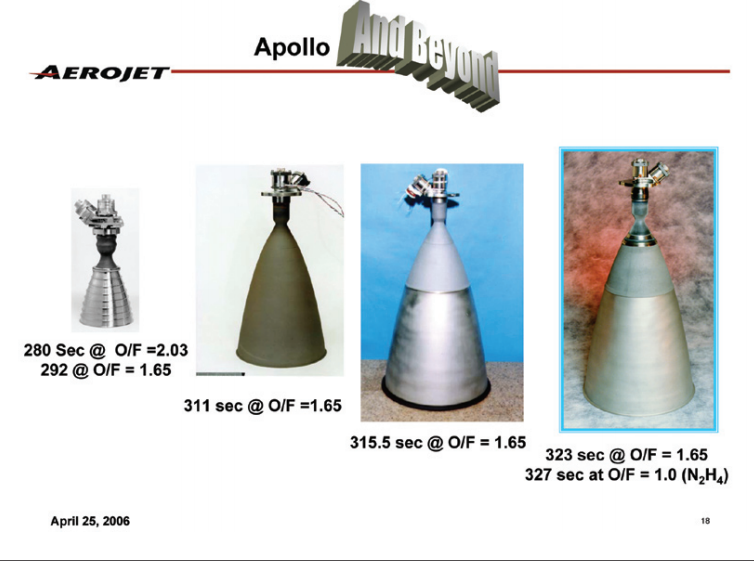 Apollo And Beyond
AEROJET
280 Sec @ O/F =2.03
292 @ O/F = 1.65
311 sec @ O/F =1.65
315.5 sec @ O/F = 1.65
323 sec @ O/F = 1.65
327 sec at O/F = 1.0 (N₂H₄)
April 25, 2006
18